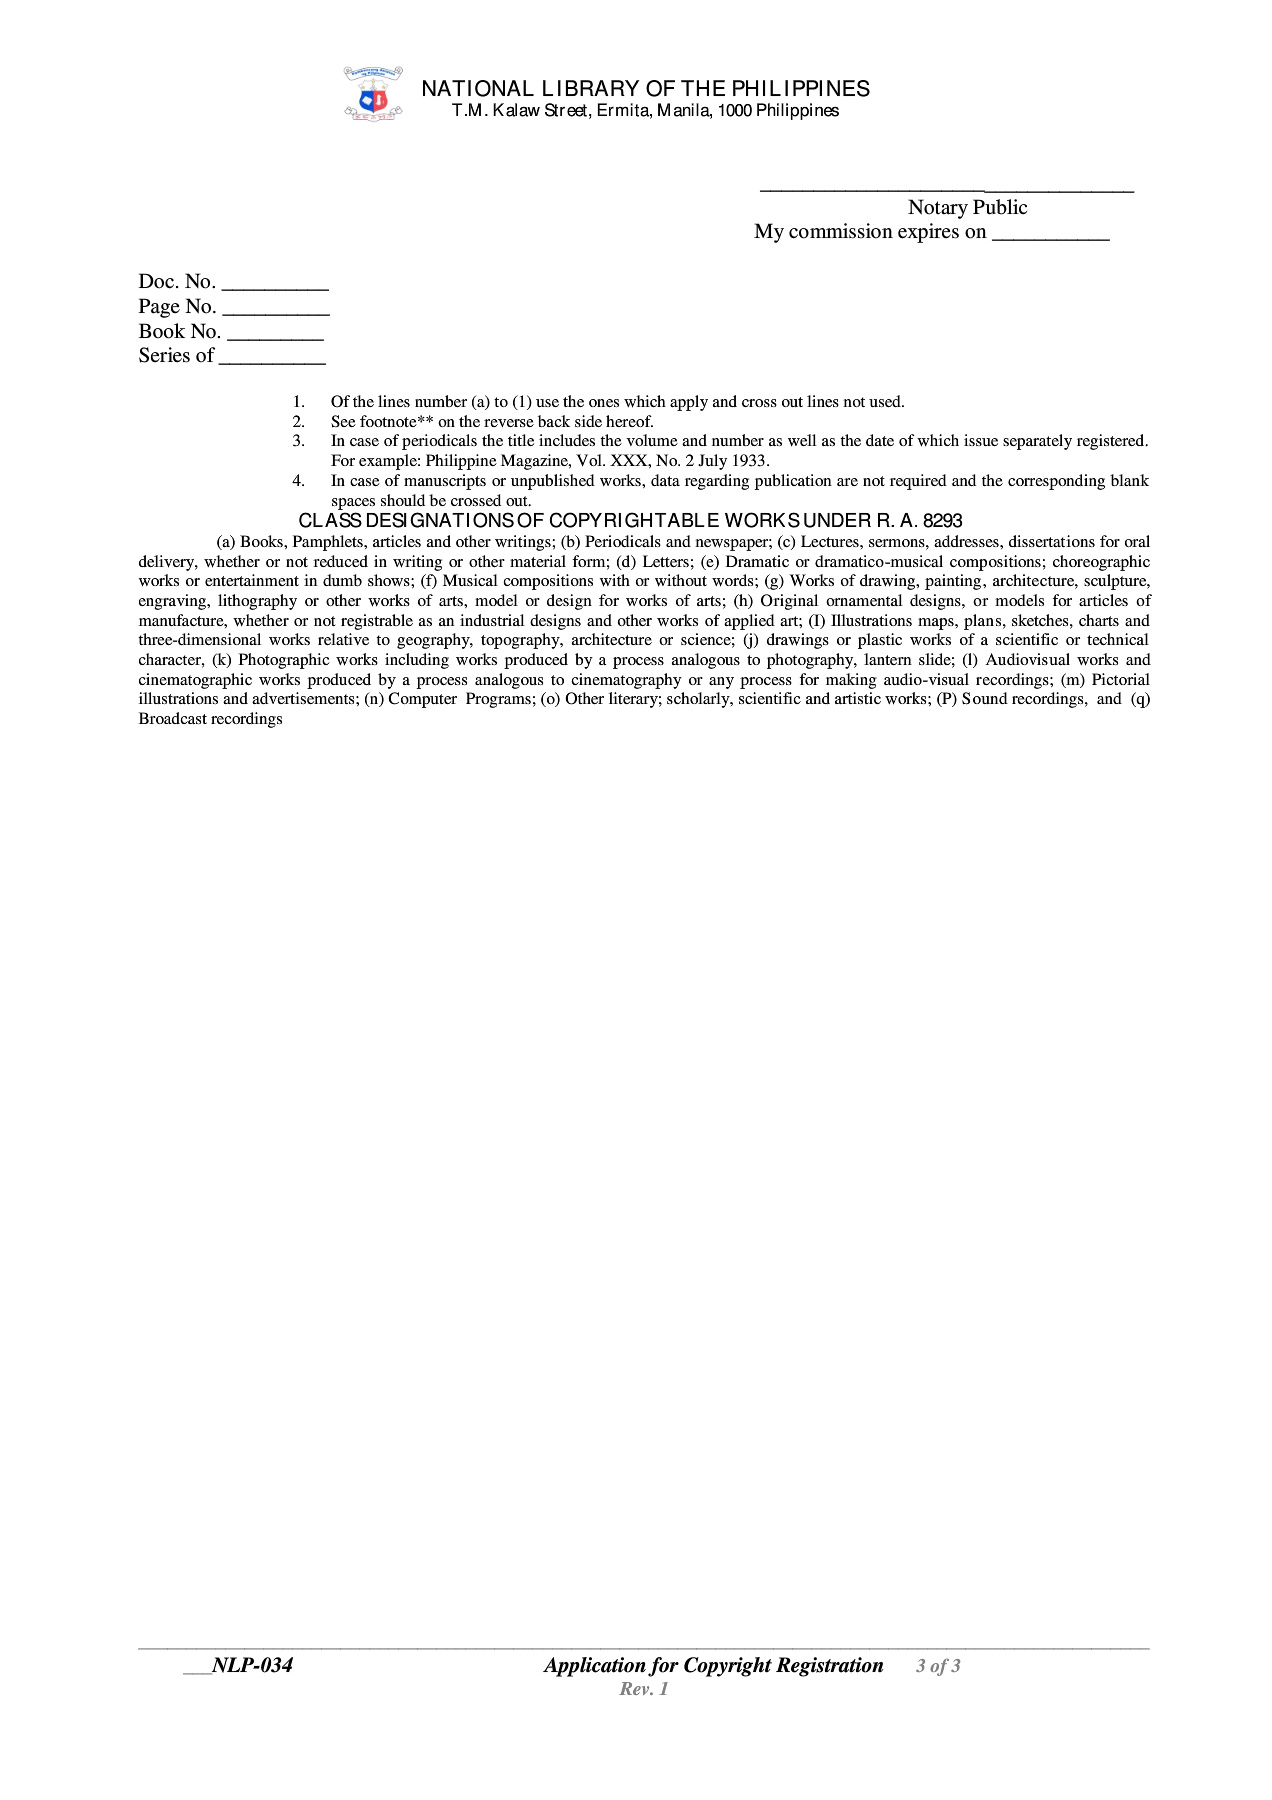 NATIONAL LIBRARY OF THE PHILIPPINES
T.M. Kalaw Street, Ermita, Manila, 1000 Philippines
___________________________________
Notary Public
My commission expires on ___________
Doc. No. __________
Page No. __________
Book No. _________
Series of __________
1. Of the lines number (a) to (1) use the ones which apply and cross out lines not used.
2. See footnote** on the reverse back side hereof.
3. In case of periodicals the title includes the volume and number as well as the date of which issue separately registered.
For example: Philippine Magazine, Vol. XXX, No. 2 July 1933.
4. In case of manuscripts or unpublished works, data regarding publication are not required and the corresponding blank
spaces should be crossed out.
CLASS DESIGNATIONS OF COPYRIGHTABLE WORKS UNDER R. A. 8293
(a) Books, Pamphlets, articles and other writings; (b) Periodicals and newspaper; (c) Lectures, sermons, addresses, dissertations for oral
delivery, whether or not reduced in writing or other material form; (d) Letters; (e) Dramatic or dramatico-musical compositions; choreographic
works or entertainment in dumb shows; (f) Musical compositions with or without words; (g) Works of drawing, painting, architecture, sculpture,
engraving, lithography or other works of arts, model or design for works of arts; (h) Original ornamental designs, or models for articles of
manufacture, whether or not registrable as an industrial designs and other works of applied art; (I) Illustrations maps, plans, sketches, charts and
three-dimensional works relative to geography, topography, architecture or science; (j) drawings or plastic works of a scientific or technical
character, (k) Photographic works including works produced by a process analogous to photography, lantern slide; (l) Audiovisual works and
cinematographic works produced by a process analogous to cinematography or any process for making audio-visual recordings; (m) Pictorial
illustrations and advertisements; (n) Computer Programs; (o) Other literary; scholarly, scientific and artistic works; (P) Sound recordings, and (q)
Broadcast recordings
___NLP-034 Application for Copyright Registration 3 of 3
Rev. 1